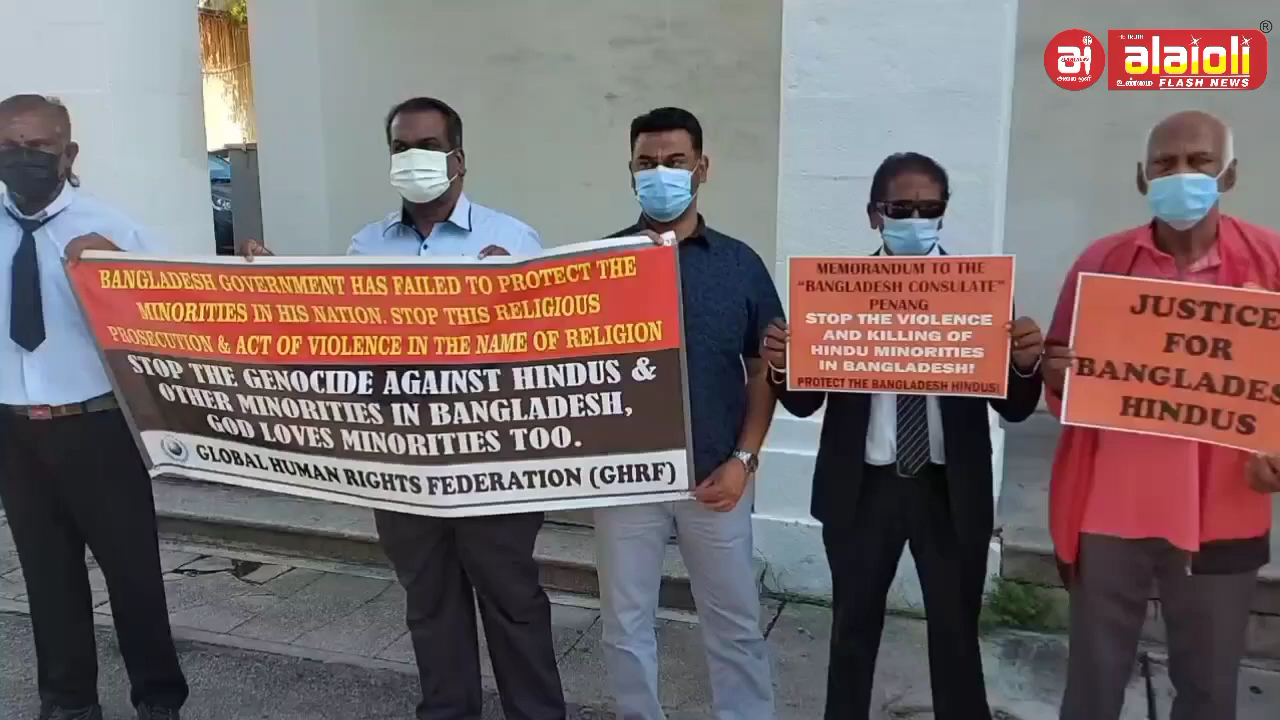 alaioli
உண்மை FLASH NEWS
BANGLADESH GOVERNMENT HAS FAILED TO PROTECT THE
MINORITIES IN HIS NATION. STOP THIS RELIGIOUS
PROSECUTION & ACT OF VIOLENCE IN THE NAME OF RELIGION
STOP THE GENOCIDE AGAINST HINDUS &
OTHER MINORITIES IN BANGLADESH,
GOD LOVES MINORITIES TOO.
GLOBAL HUMAN RIGHTS FEDERATION (GHRF)
MEMORANDUM TO THE
"BANGLADESH CONSULATE"
PENANG
STOP THE VIOLENCE
AND KILLING OF
HINDU MINORITIES
IN BANGLADESH!
PROTECT THE BANGLADESH HINDUS!
JUSTICE
FOR
BANGLADES
HINDUS